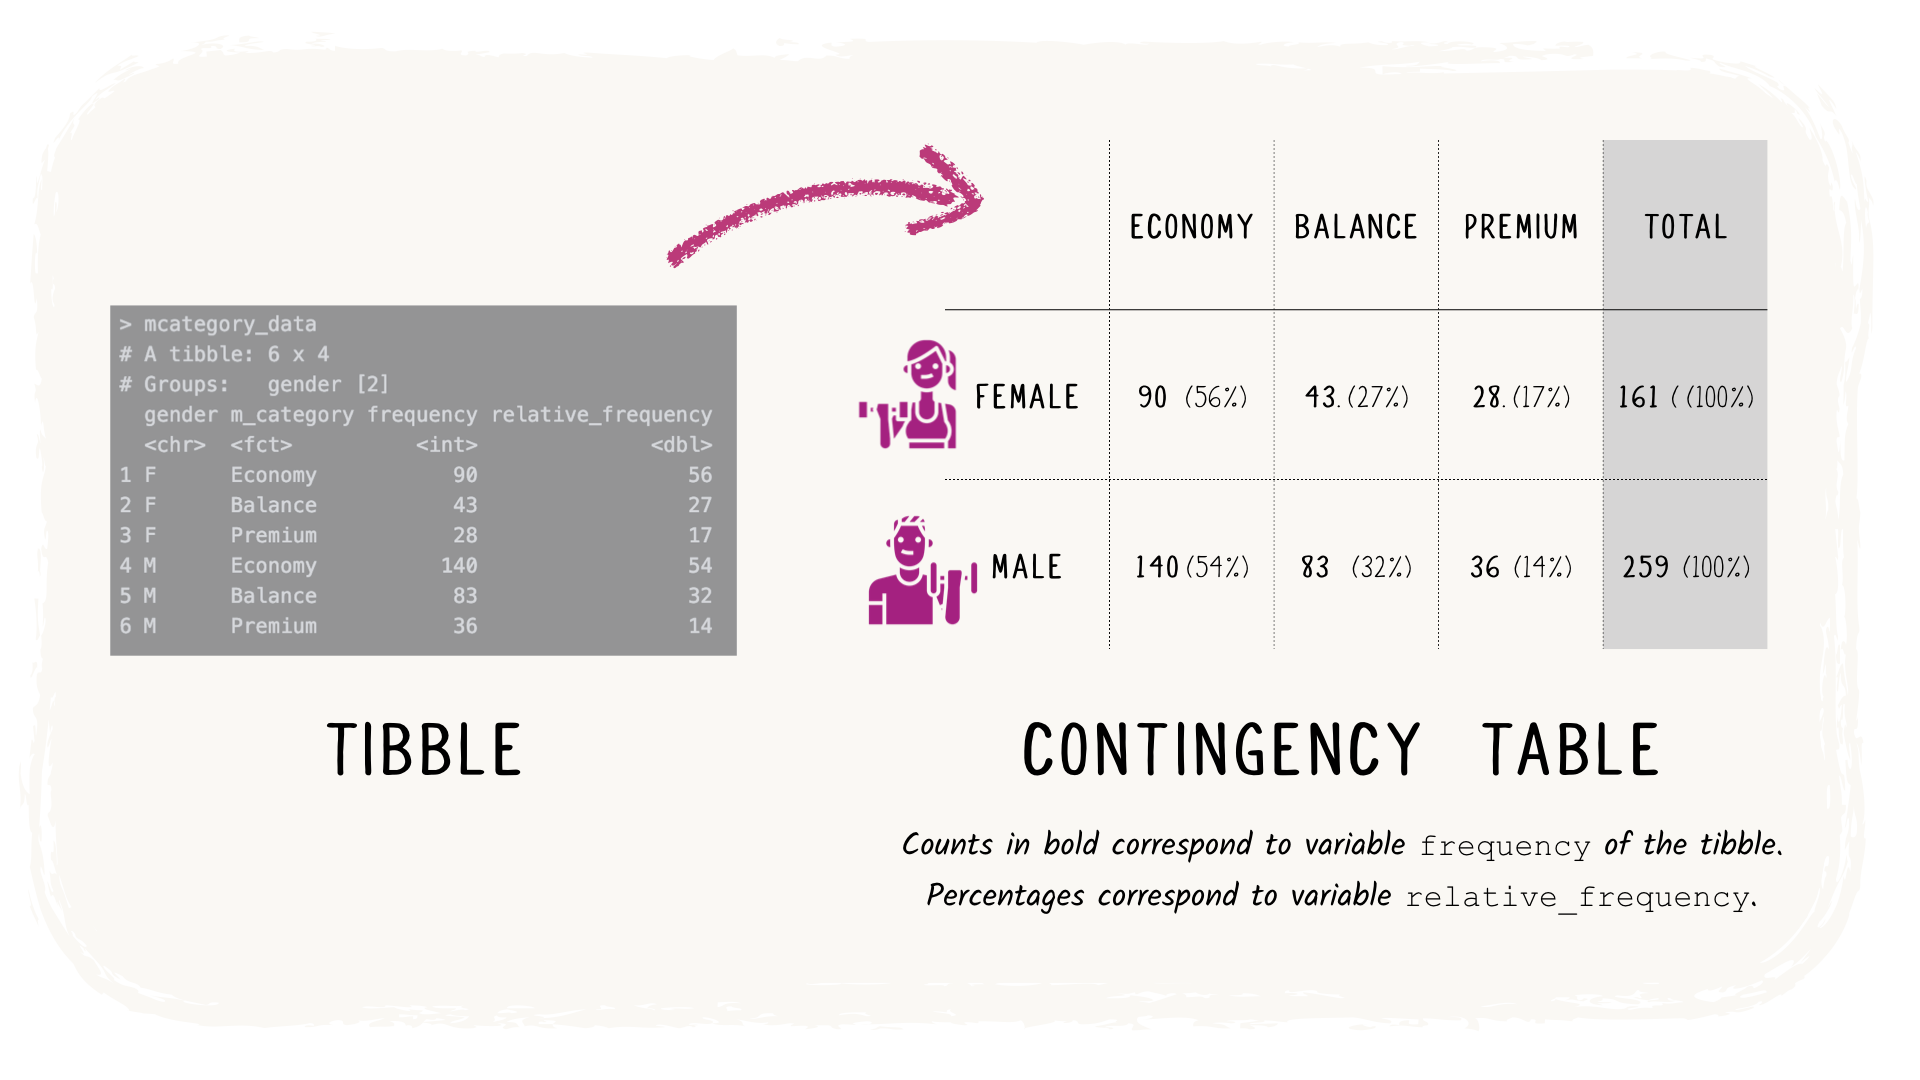 > mcategory_data
# A tibble: 6 x 4
# Groups:   gender [2]
  gender m_category frequency relative_frequency
  <chr>  <fct>          <int>              <dbl>
1 F      Economy           90                 56
2 F      Balance           43                 27
3 F      Premium           28                 17
4 M      Economy          140                 54
5 M      Balance           83                 32
6 M      Premium           36                 14
TIBBLE
ECONOMY BALANCE PREMIUM TOTAL
FEMALE 90 (56%) 43.(27%) 28.(17%) 161 ((100%)
MALE 140 (54%) 83 (32%) 36 (14%) 259 (100%)
CONTINGENCY TABLE
Counts in bold correspond to variable frequency of the tibble.
Percentages correspond to variable relative_frequency.